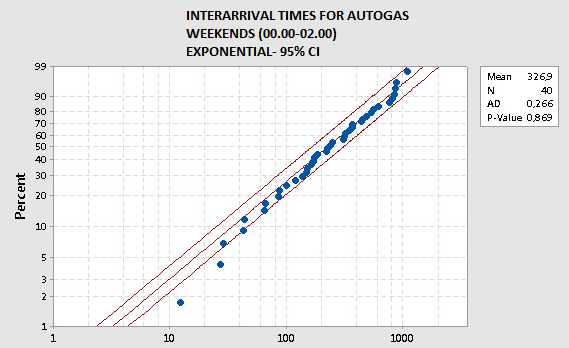 INTERARRIVAL TIMES FOR AUTOGAS
WEEKENDS (00.00-02.00)
EXPONENTIAL- 95% CI
99
90
80
70
60
50
40
30
20
10
5
3
2
1
Percent
1
10
100
1000
Mean 326,9
N 40
AD 0,266
P-Value 0,869